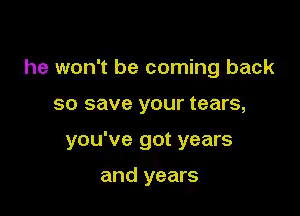 he won't be coming back
so save your tears,
you've got years
and years